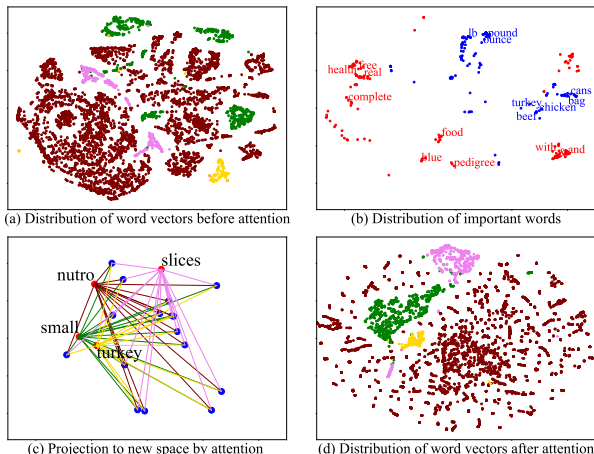 (a) Distribution of word vectors before attention
lb pound
ounce
free
health
real
complete
cans
turkey chicken bag
beef
food
blue
pedigree
with and
(b) Distribution of important words
slices
nutro
small
turkey
(c) Projection to new space by attention
(d) Distribution of word vectors after attention